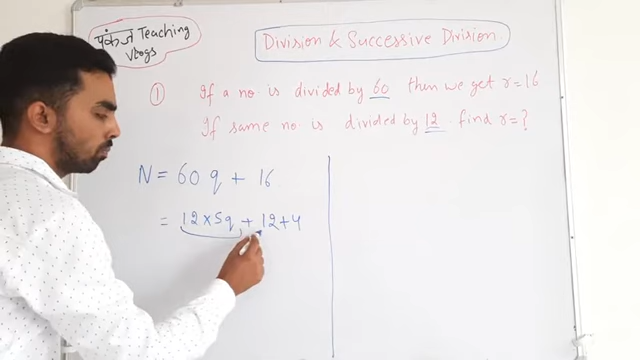 पंकज Teaching
Vlogs
Division & Successive Division.
① If a no. is divided by 60 then we get r=16
If same no. is divided by 12. find r=?
N = 60 q + 16
= 12×5q + 12+4